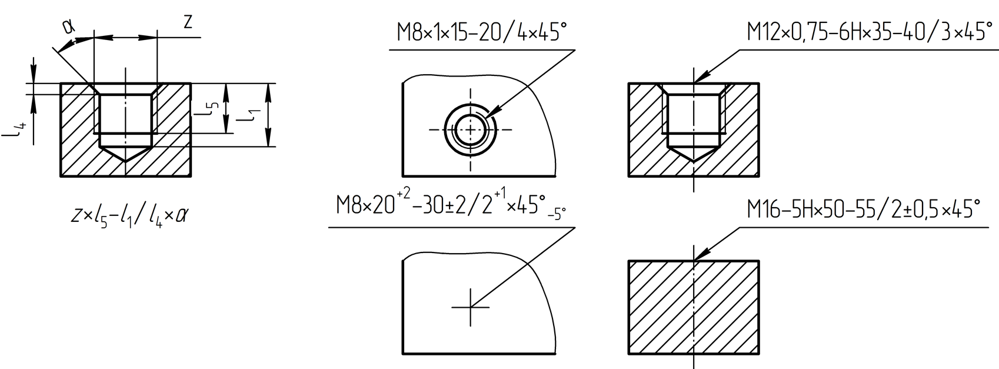 α
z
l₄
l₅
l₁
z×l₅–l₁/l₄×α
M8×1×15–20/4×45°
M12×0,75–6H×35–40/3×45°
M8×20⁺²–30±2/2⁺¹×45°₋₅°
M16–5H×50–55/2±0,5×45°